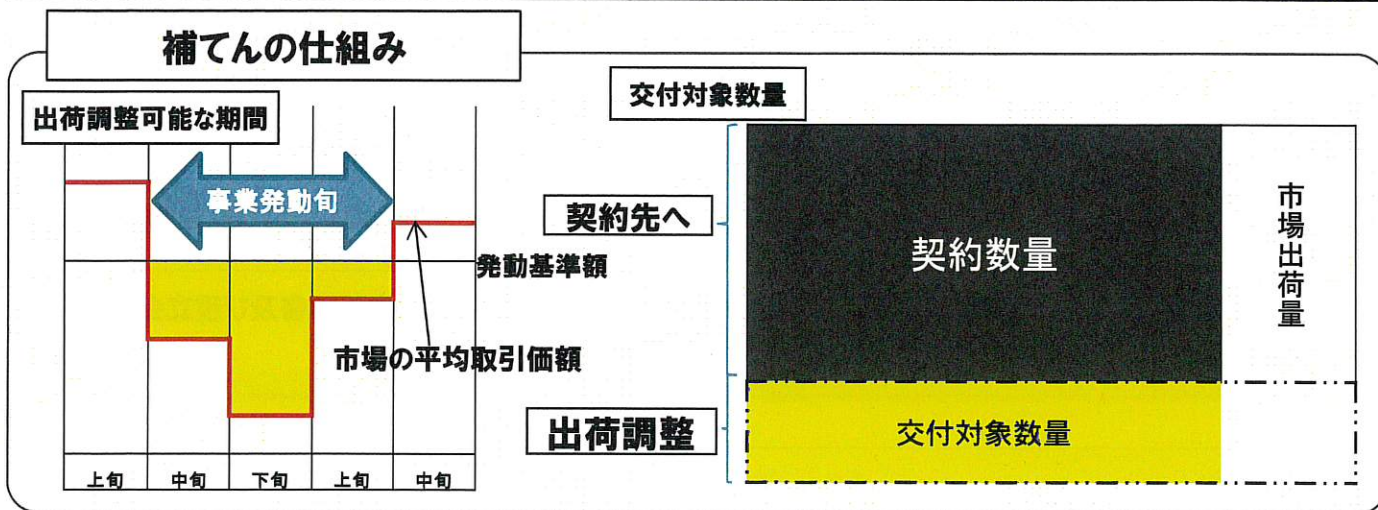 補てんの仕組み
出荷調整可能な期間
事業発動旬
発動基準額
市場の平均取引価額
上旬
中旬
下旬
上旬
中旬
交付対象数量
契約先へ
契約数量
市場出荷量
出荷調整
交付対象数量